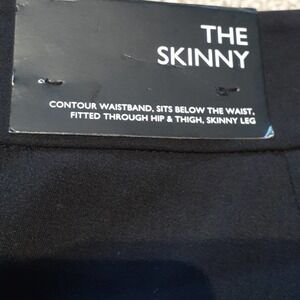 THE
SKINNY
CONTOUR WAISTBAND, SITS BELOW THE WAIST,
FITTED THROUGH HIP & THIGH, SKINNY LEG